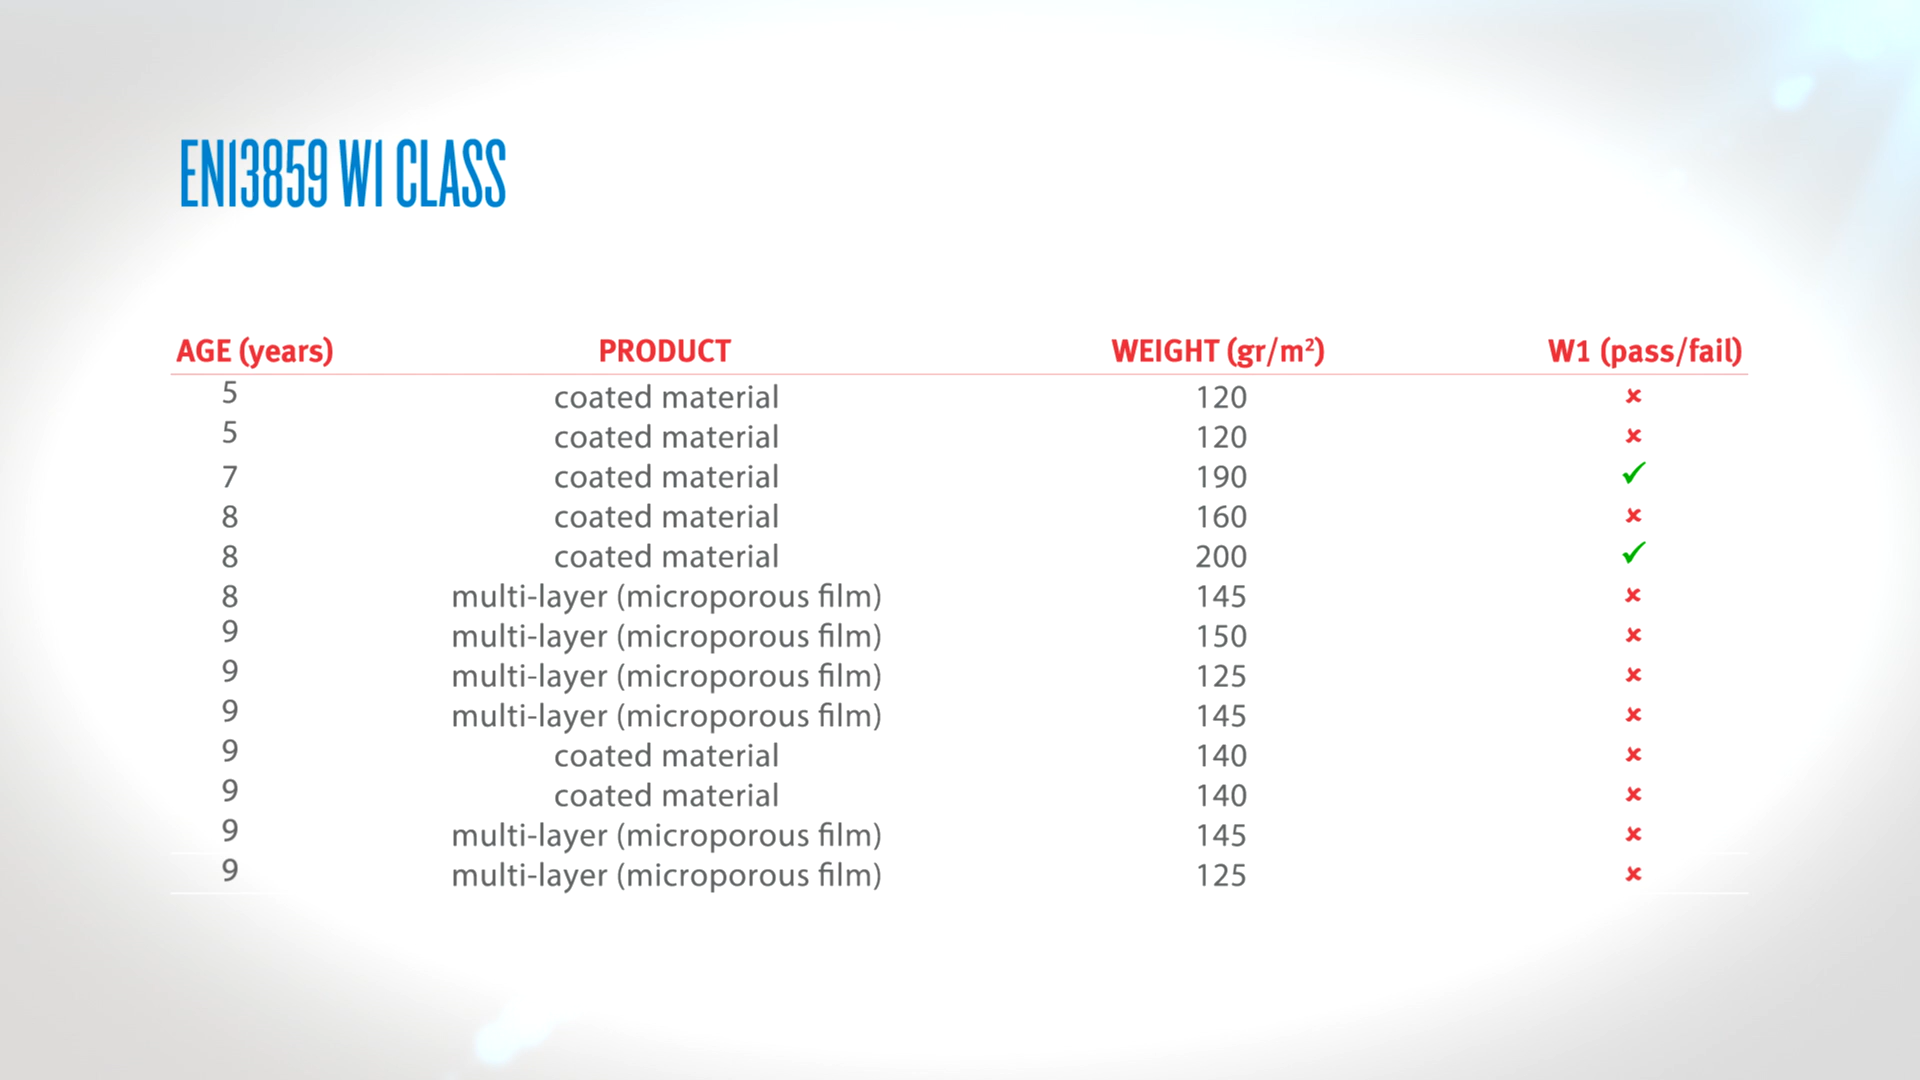 EN13859 W1 CLASS
AGE (years) PRODUCT WEIGHT (gr/m²) W1 (pass/fail)
5 coated material 120 ✘
5 coated material 120 ✘
7 coated material 190 ✓
8 coated material 160 ✘
8 coated material 200 ✓
8 multi-layer (microporous film) 145 ✘
9 multi-layer (microporous film) 150 ✘
9 multi-layer (microporous film) 125 ✘
9 multi-layer (microporous film) 145 ✘
9 coated material 140 ✘
9 coated material 140 ✘
9 multi-layer (microporous film) 145 ✘
9 multi-layer (microporous film) 125 ✘